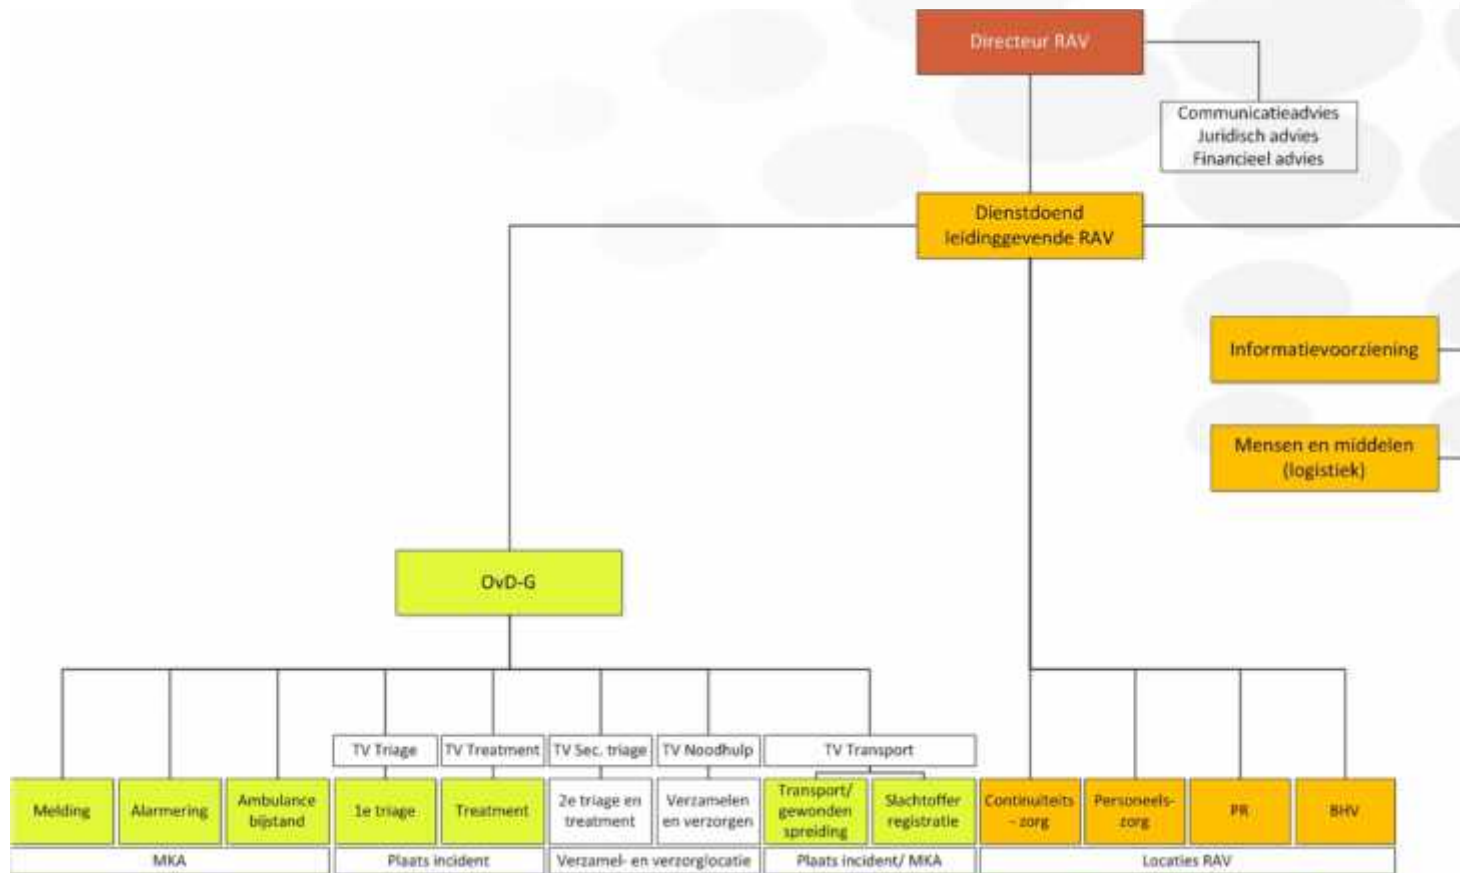 Directeur RAV
Communicatieadvies
Juridisch advies
Financieel advies
Dienstdoend
leidinggevende RAV
Informatievoorziening
Mensen en middelen
(logistiek)
OvD-G
TV Triage
TV Treatment
TV Sec. triage
TV Noodhulp
TV Transport
Melding
Alarmering
Ambulance
bijstand
1e triage
Treatment
2e triage en
treatment
Verzamelen
en verzorgen
Transport/
gewonden
spreiding
Slachtoffer
registratie
Continuiteits
- zorg
Personeels-
zorg
PR
BHV
MKA
Plaats incident
Verzamel- en verzorglocatie
Plaats incident/ MKA
Locaties RAV